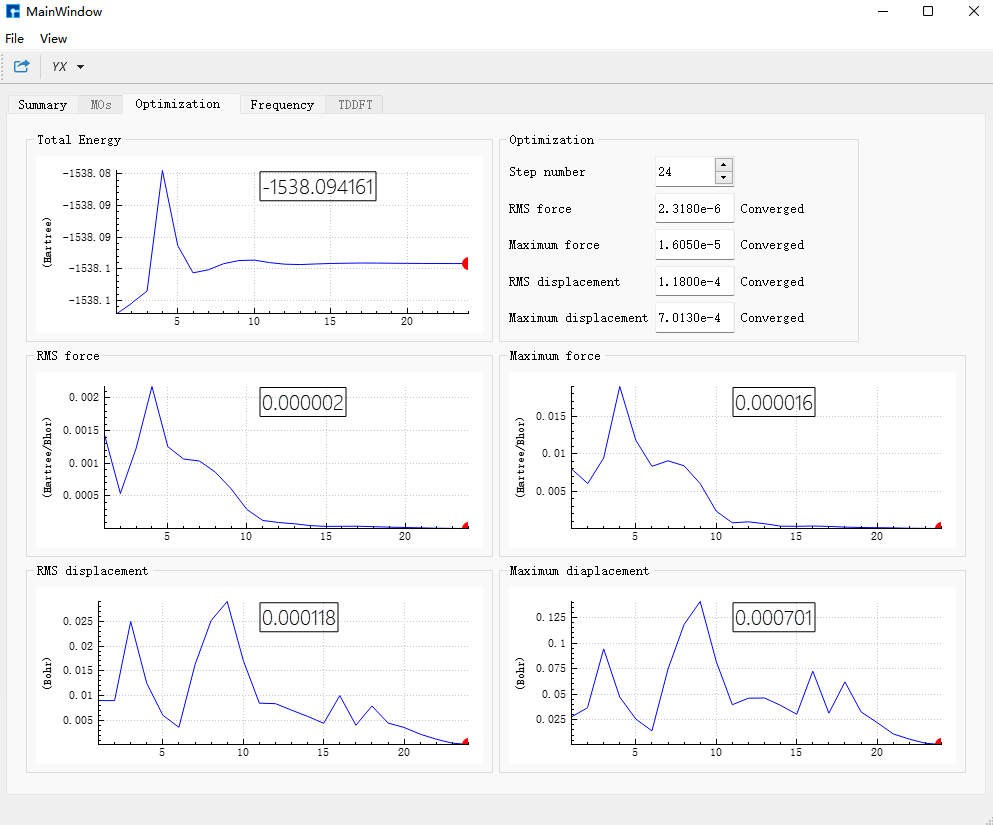 MainWindow
File View
YX
Summary MOs Optimization Frequency TDDFT
Total Energy
-1538.094161
-1538.08
-1538.09
-1538.09
-1538.1
-1538.1
(Hartree)
5 10 15 20
Optimization
Step number 24
RMS force 2.3180e-6 Converged
Maximum force 1.6050e-5 Converged
RMS displacement 1.1800e-4 Converged
Maximum displacement 7.0130e-4 Converged
RMS force
0.000002
0.002
0.0015
0.001
0.0005
(Hartree/Bhor)
5 10 15 20
Maximum force
0.000016
0.015
0.01
0.005
(Hartree/Bhor)
5 10 15 20
RMS displacement
0.000118
0.025
0.02
0.015
0.01
0.005
(Bohr)
5 10 15 20
Maximum diaplacement
0.000701
0.125
0.1
0.075
0.05
0.025
(Bohr)
5 10 15 20